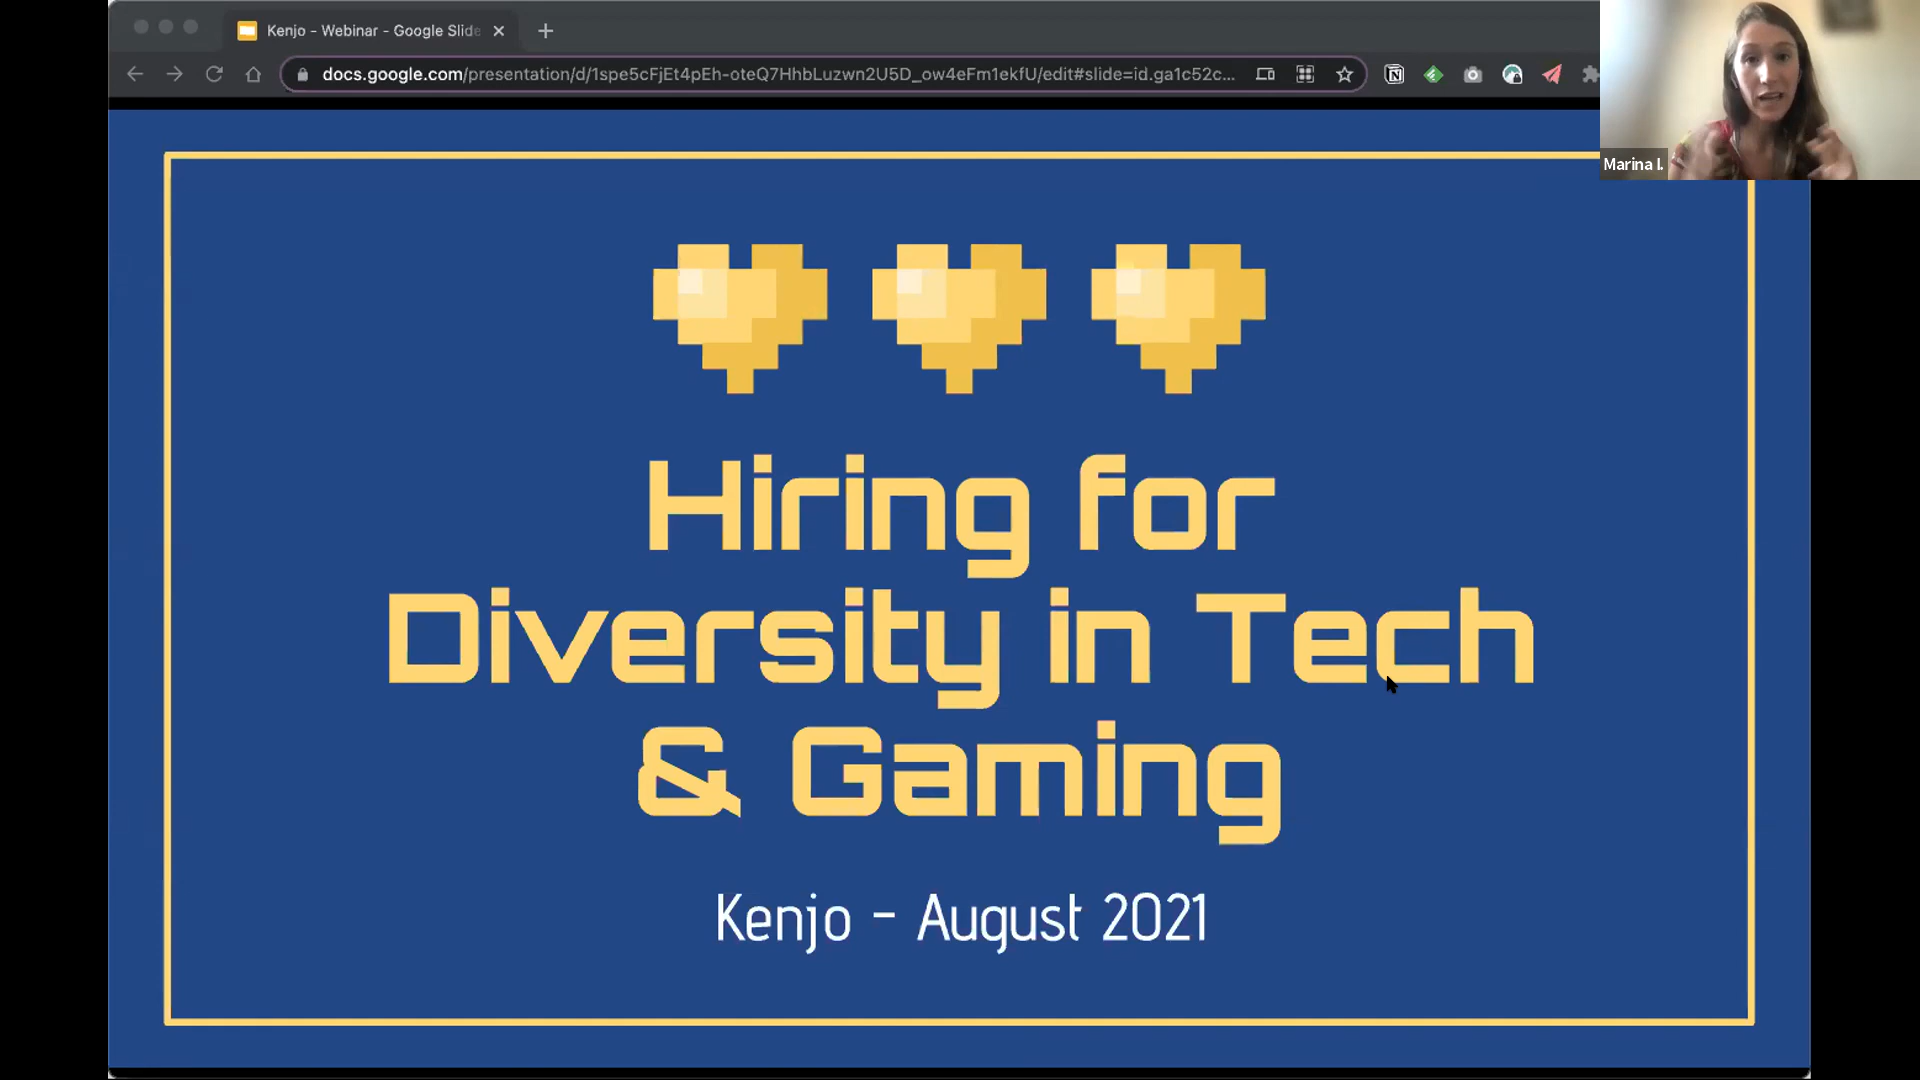 Kenjo - Webinar - Google Slide
docs.google.com/presentation/d/1spe5cFjEt4pEh-oteQ7HhbLuzwn2U5D_ow4eFm1ekfU/edit#slide=id.ga1c52c...
Marina I.
Hiring for
Diversity in Tech
& Gaming
Kenjo - August 2021